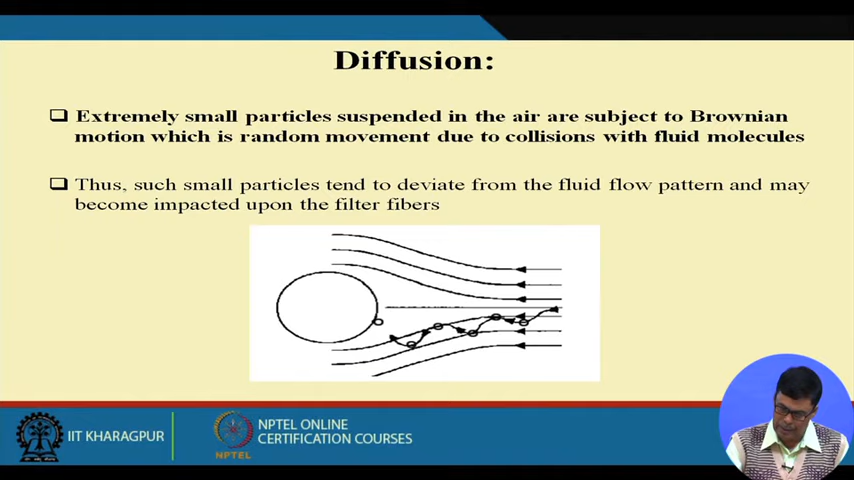 Diffusion:
Extremely small particles suspended in the air are subject to Brownian
motion which is random movement due to collisions with fluid molecules
Thus, such small particles tend to deviate from the fluid flow pattern and may
become impacted upon the filter fibers
IIT KHARAGPUR
NPTEL
NPTEL ONLINE
CERTIFICATION COURSES